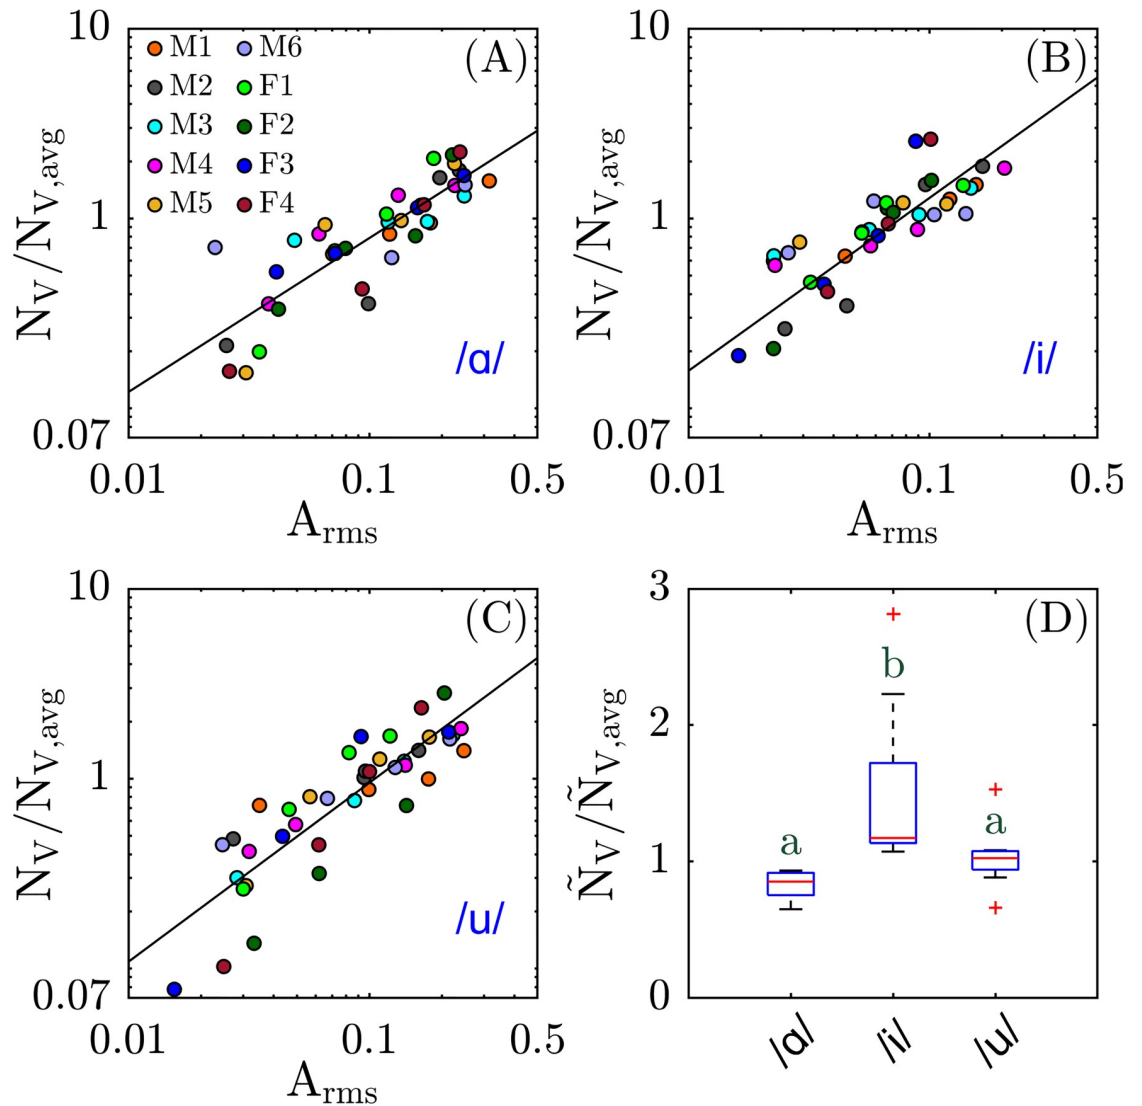 10
(A)
M1 M6
M2 F1
M3 F2
M4 F3
M5 F4
1
0.07
N_V/N_V,avg
/ɑ/
0.01 0.1 0.5
A_rms
10
(B)
1
0.07
N_V/N_V,avg
/i/
0.01 0.1 0.5
A_rms
10
(C)
1
0.07
N_V/N_V,avg
/u/
0.01 0.1 0.5
A_rms
3
(D)
b
2
a a
1
0
Ñ_V/Ñ_V,avg
/ɑ/ /i/ /u/